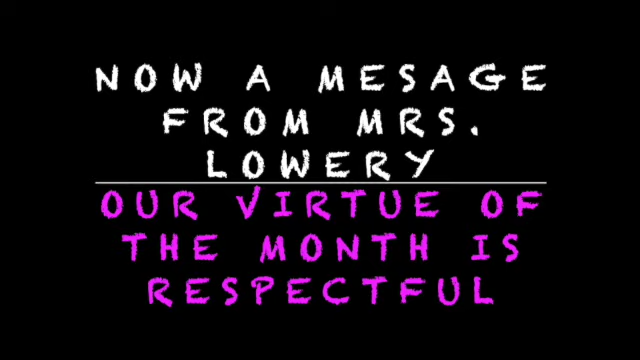 NOW A MESAGE
FROM MRS.
LOWERY
OUR VIRTUE OF
THE MONTH IS
RESPECTFUL